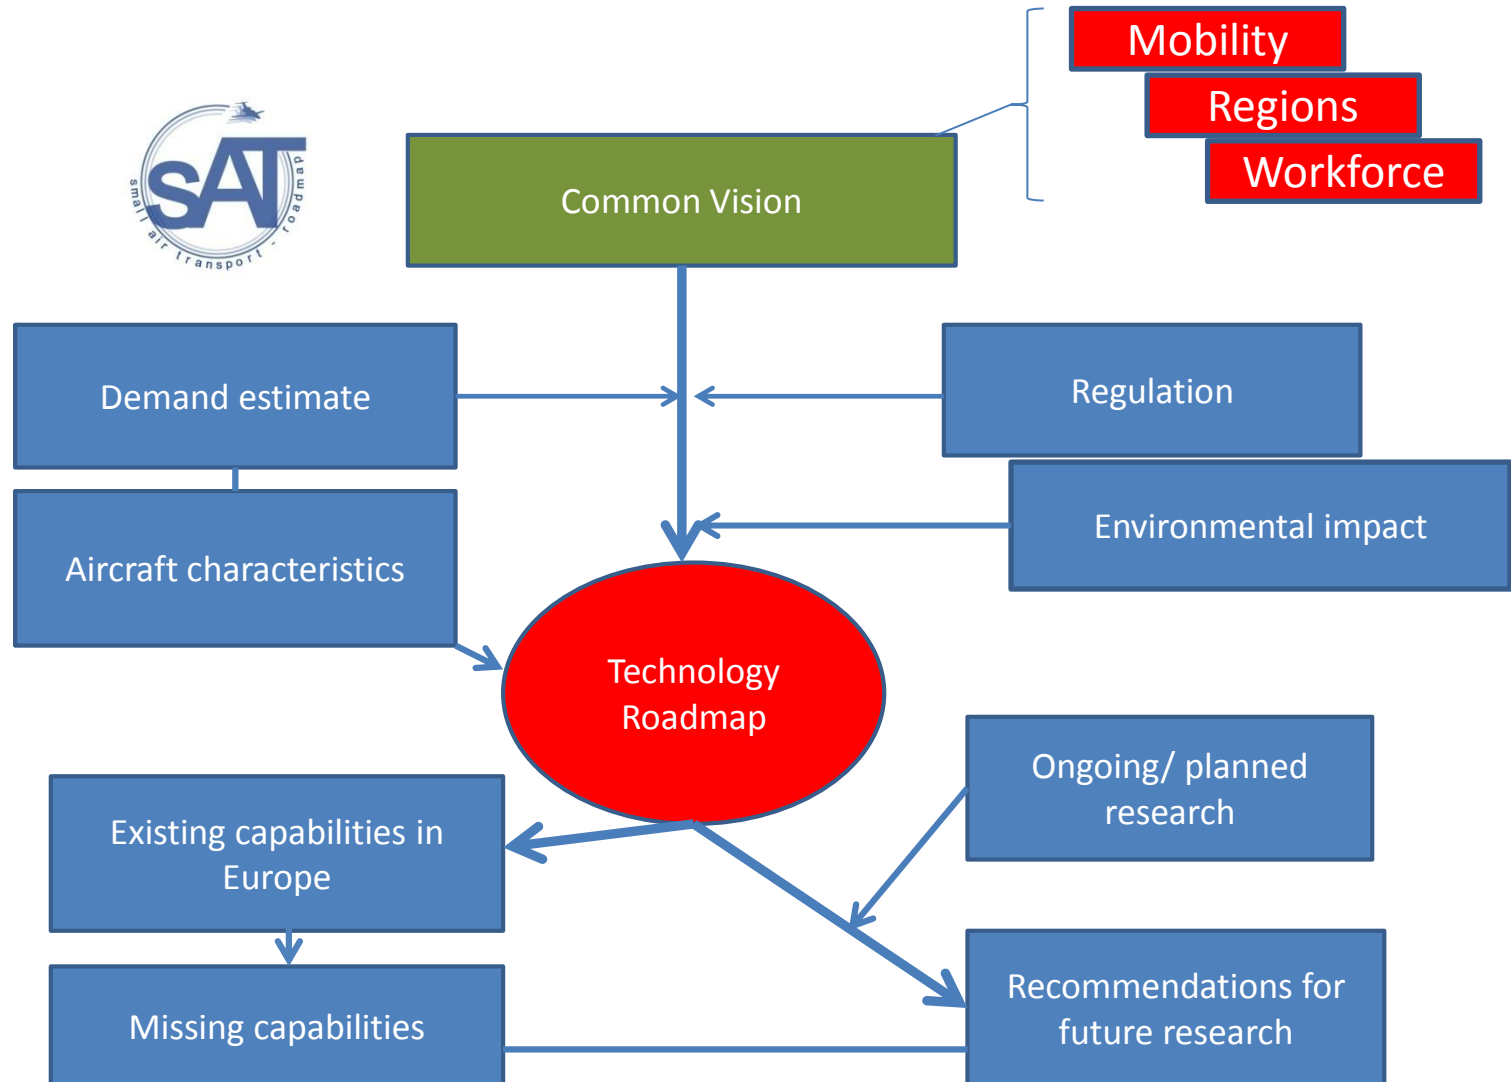 Mobility
Regions
Workforce
sAT
small air transport - roadmap
Common Vision
Demand estimate
Regulation
Environmental impact
Aircraft characteristics
Technology
Roadmap
Ongoing/ planned
research
Existing capabilities in
Europe
Recommendations for
future research
Missing capabilities